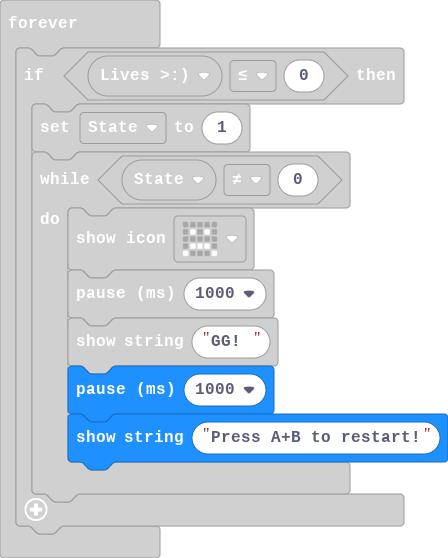 forever
if Lives >:) ≤ 0 then
set State to 1
while State ≠ 0
do
show icon
pause (ms) 1000
show string "GG! "
pause (ms) 1000
show string "Press A+B to restart!"